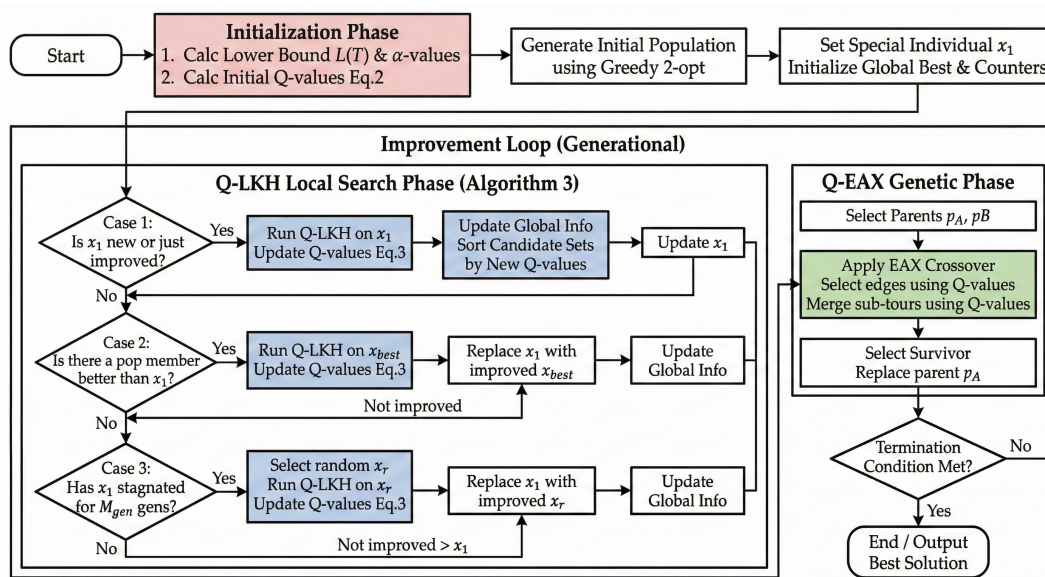 Start
Initialization Phase
1. Calc Lower Bound L(T) & α-values
2. Calc Initial Q-values Eq.2
Generate Initial Population
using Greedy 2-opt
Set Special Individual x₁
Initialize Global Best & Counters
Improvement Loop (Generational)
Q-LKH Local Search Phase (Algorithm 3)
Case 1:
Is x₁ new or just
improved?
Yes
Run Q-LKH on x₁
Update Q-values Eq.3
Update Global Info
Sort Candidate Sets
by New Q-values
Update x₁
No
Case 2:
Is there a pop member
better than x₁?
Yes
Run Q-LKH on x_best
Update Q-values Eq.3
Replace x₁ with
improved x_best
Update
Global Info
Not improved
No
Case 3:
Has x₁ stagnated
for M_gen gens?
Yes
Select random x_r
Run Q-LKH on x_r
Update Q-values Eq.3
Replace x₁ with
improved x_r
Update
Global Info
No
Not improved > x₁
Q-EAX Genetic Phase
Select Parents p_A, pB
Apply EAX Crossover
Select edges using Q-values
Merge sub-tours using Q-values
Select Survivor
Replace parent p_A
Termination
Condition Met?
No
Yes
End / Output
Best Solution